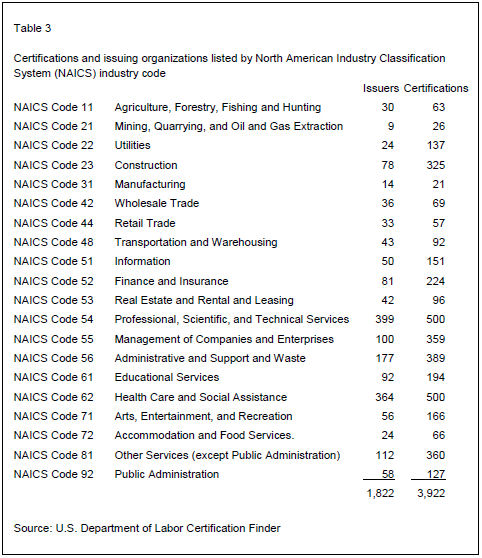 Table 3
Certifications and issuing organizations listed by North American Industry Classification
System (NAICS) industry code
Issuers Certifications
NAICS Code 11 Agriculture, Forestry, Fishing and Hunting 30 63
NAICS Code 21 Mining, Quarrying, and Oil and Gas Extraction 9 26
NAICS Code 22 Utilities 24 137
NAICS Code 23 Construction 78 325
NAICS Code 31 Manufacturing 14 21
NAICS Code 42 Wholesale Trade 36 69
NAICS Code 44 Retail Trade 33 57
NAICS Code 48 Transportation and Warehousing 43 92
NAICS Code 51 Information 50 151
NAICS Code 52 Finance and Insurance 81 224
NAICS Code 53 Real Estate and Rental and Leasing 42 96
NAICS Code 54 Professional, Scientific, and Technical Services 399 500
NAICS Code 55 Management of Companies and Enterprises 100 359
NAICS Code 56 Administrative and Support and Waste 177 389
NAICS Code 61 Educational Services 92 194
NAICS Code 62 Health Care and Social Assistance 364 500
NAICS Code 71 Arts, Entertainment, and Recreation 56 166
NAICS Code 72 Accommodation and Food Services. 24 66
NAICS Code 81 Other Services (except Public Administration) 112 360
NAICS Code 92 Public Administration 58 127
1,822 3,922
Source: U.S. Department of Labor Certification Finder